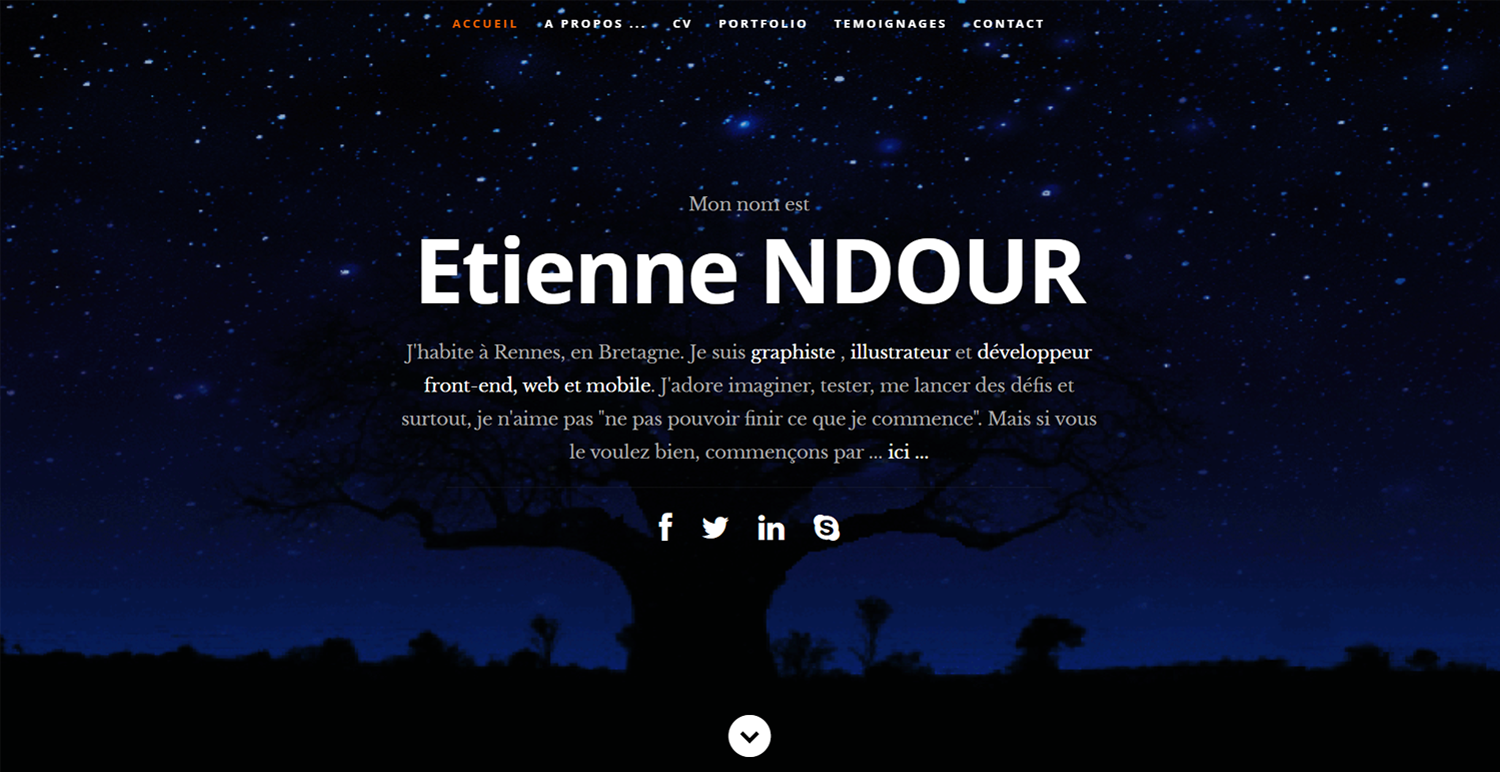 ACCUEIL A PROPOS ... CV PORTFOLIO TEMOIGNAGES CONTACT
Mon nom est
Etienne NDOUR
J'habite à Rennes, en Bretagne. Je suis graphiste , illustrateur et développeur
front-end, web et mobile. J'adore imaginer, tester, me lancer des défis et
surtout, je n'aime pas "ne pas pouvoir finir ce que je commence". Mais si vous
le voulez bien, commençons par ... ici ...